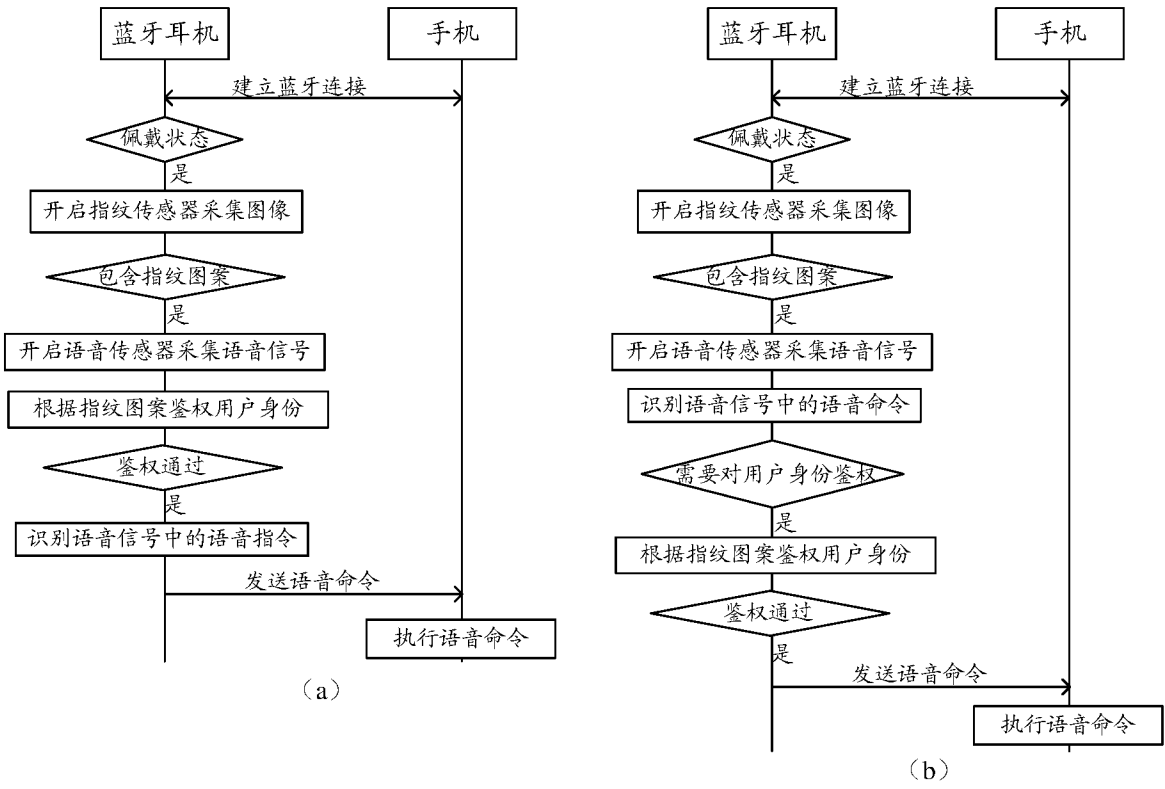 蓝牙耳机
手机
建立蓝牙连接
佩戴状态
是
开启指纹传感器采集图像
包含指纹图案
是
开启语音传感器采集语音信号
根据指纹图案鉴权用户身份
鉴权通过
是
识别语音信号中的语音指令
发送语音命令
执行语音命令
（a）
蓝牙耳机
手机
建立蓝牙连接
佩戴状态
是
开启指纹传感器采集图像
包含指纹图案
是
开启语音传感器采集语音信号
识别语音信号中的语音命令
需要对用户身份鉴权
是
根据指纹图案鉴权用户身份
鉴权通过
是
发送语音命令
执行语音命令
（b）